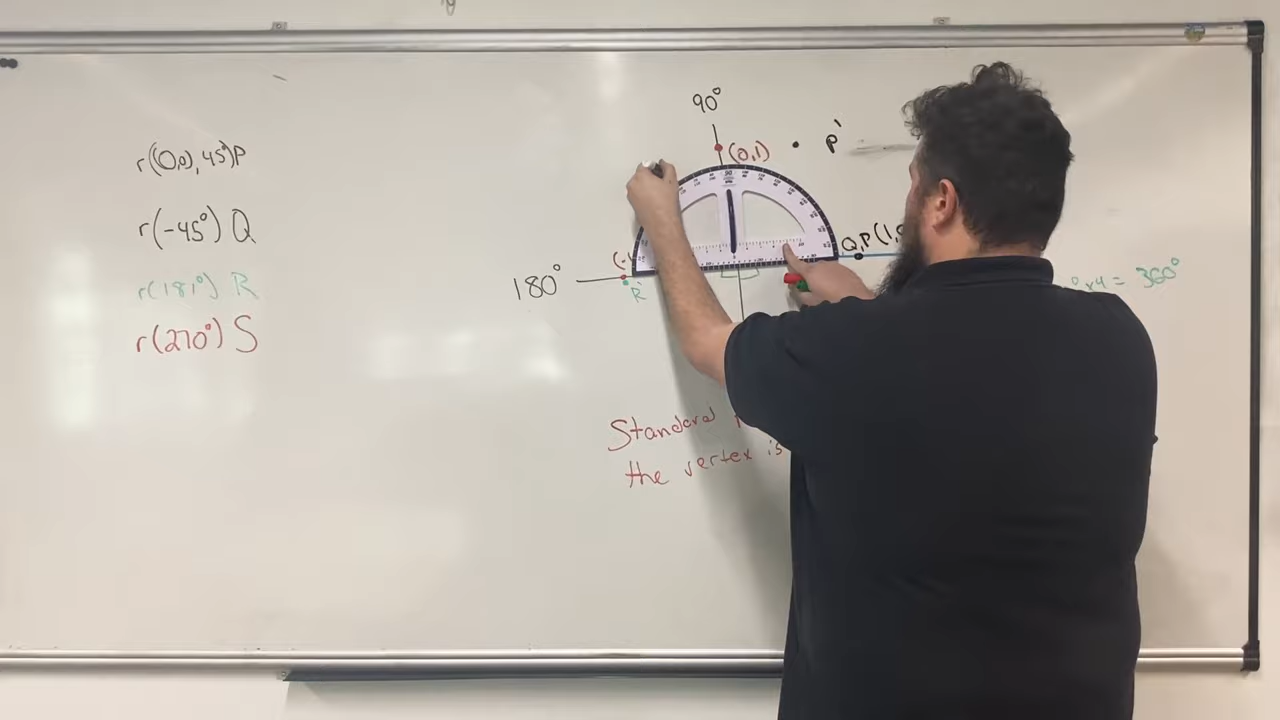 r((0,0), 45°)P
r(-45°) Q
r(181°) R
r(270°) S
90°
(0,1)
P'
Q,P(1,
180°
R'
°x4 = 360°
Standard
the vertex is